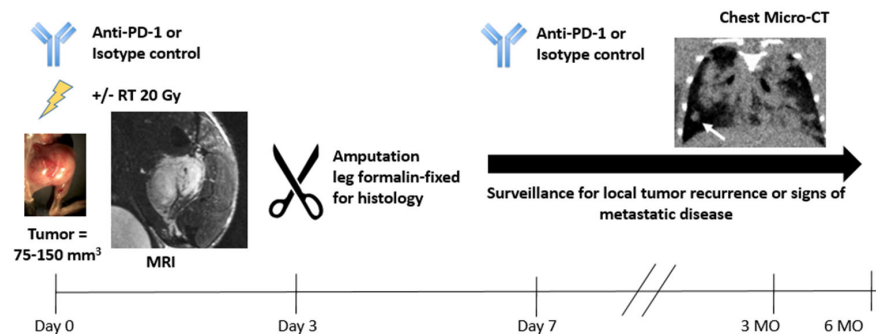 Anti-PD-1 or
Isotype control
+/- RT 20 Gy
Tumor =
75-150 mm³
MRI
Amputation
leg formalin-fixed
for histology
Anti-PD-1 or
Isotype control
Chest Micro-CT
Surveillance for local tumor recurrence or signs of
metastatic disease
Day 0
Day 3
Day 7
3 MO
6 MO